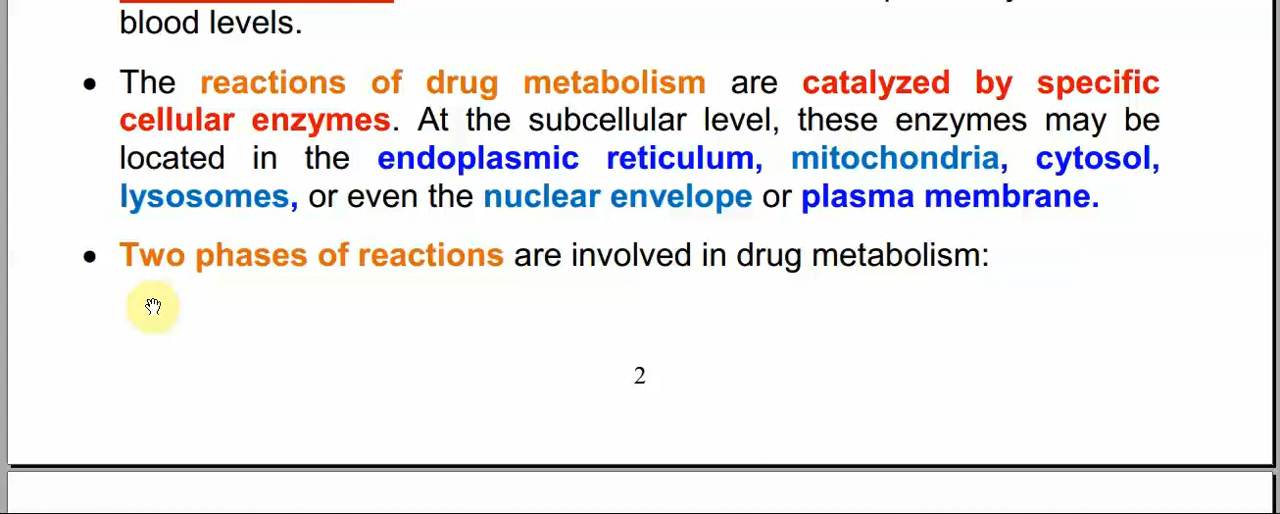 blood levels.
• The reactions of drug metabolism are catalyzed by specific
cellular enzymes. At the subcellular level, these enzymes may be
located in the endoplasmic reticulum, mitochondria, cytosol,
lysosomes, or even the nuclear envelope or plasma membrane.
• Two phases of reactions are involved in drug metabolism:
2